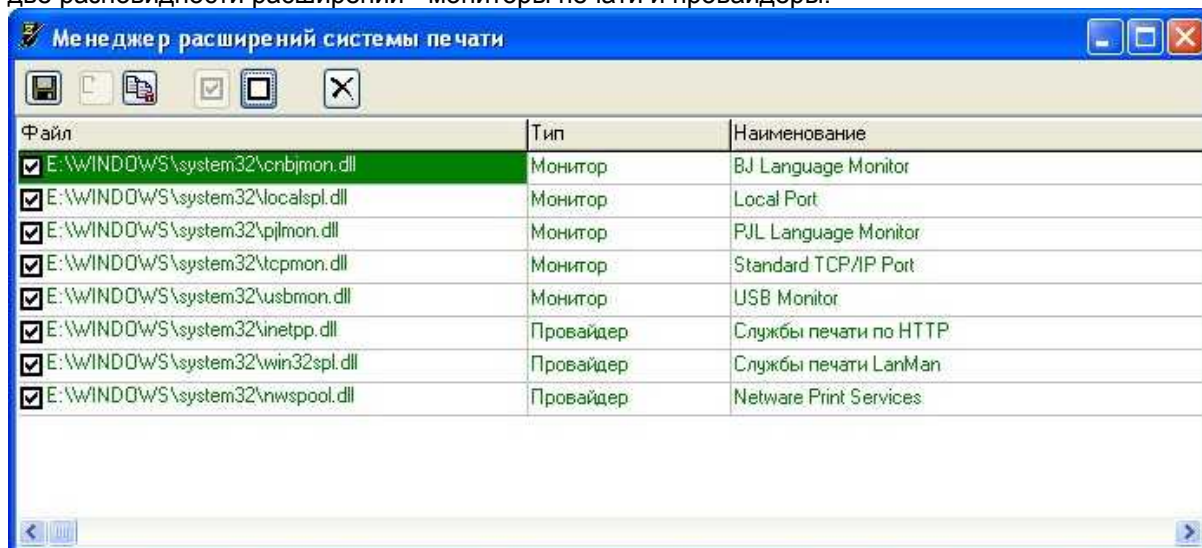 две разновидности расширений - мониторы печати и провайдеры.
Менеджер расширений системы печати
Файл Тип Наименование
E:\WINDOWS\system32\cnbjmon.dll Монитор BJ Language Monitor
E:\WINDOWS\system32\localspl.dll Монитор Local Port
E:\WINDOWS\system32\pjlmon.dll Монитор PJL Language Monitor
E:\WINDOWS\system32\tcpmon.dll Монитор Standard TCP/IP Port
E:\WINDOWS\system32\usbmon.dll Монитор USB Monitor
E:\WINDOWS\system32\inetpp.dll Провайдер Службы печати по HTTP
E:\WINDOWS\system32\win32spl.dll Провайдер Службы печати LanMan
E:\WINDOWS\system32\nwspool.dll Провайдер Netware Print Services